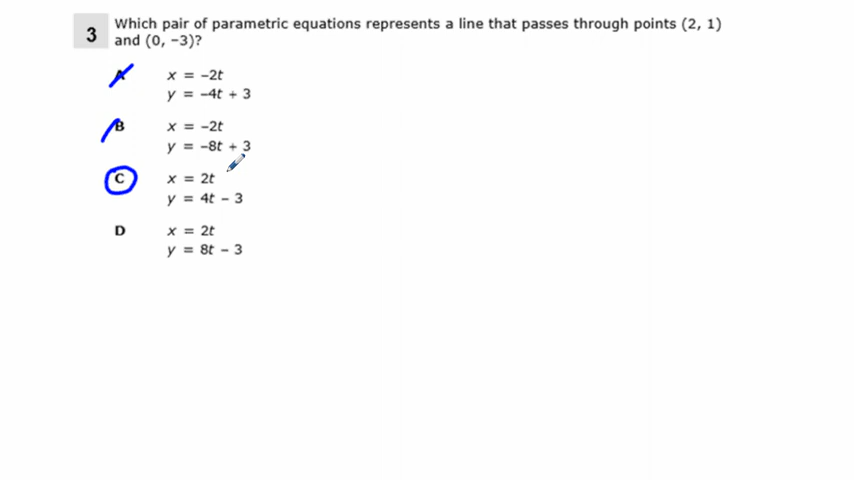 3 Which pair of parametric equations represents a line that passes through points (2, 1)
and (0, −3)?
A x = −2t
y = −4t + 3
B x = −2t
y = −8t + 3
C x = 2t
y = 4t − 3
D x = 2t
y = 8t − 3